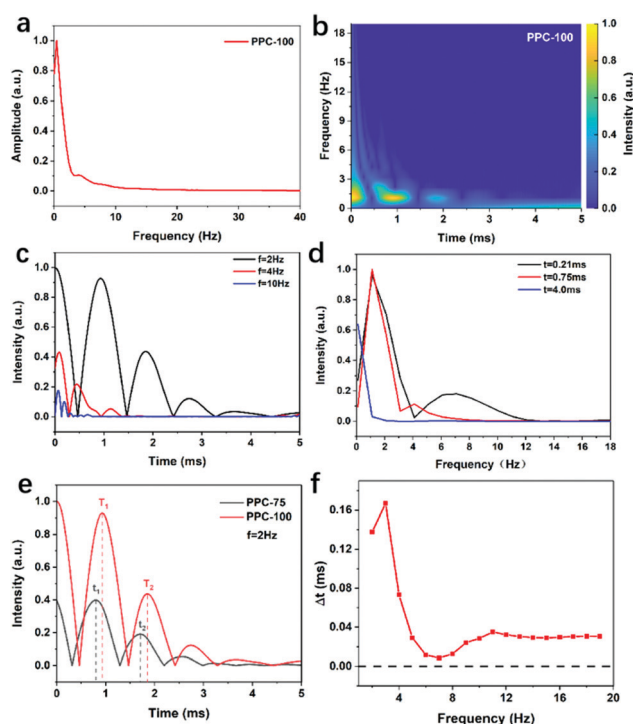 a
PPC-100
Amplitude (a.u.)
1.0
0.8
0.6
0.4
0.2
0.0
0
10
20
30
40
Frequency (Hz)
b
PPC-100
Frequency (Hz)
18
15
12
9
6
3
0
0
1
2
3
4
5
Time (ms)
1.0
0.8
0.6
0.4
0.2
0.0
Intensity (a.u.)
c
f=2Hz
f=4Hz
f=10Hz
Intensity (a.u.)
1.0
0.8
0.6
0.4
0.2
0.0
0
1
2
3
4
5
Time (ms)
d
t=0.21ms
t=0.75ms
t=4.0ms
Intensity (a.u.)
1.0
0.8
0.6
0.4
0.2
0.0
0
2
4
6
8
10
12
14
16
18
Frequency（Hz）
e
PPC-75
PPC-100
f=2Hz
T1
T2
t1
t2
Intensity (a.u.)
1.0
0.8
0.6
0.4
0.2
0.0
0
1
2
3
4
5
Time (ms)
f
Δt (ms)
0.16
0.12
0.08
0.04
0.00
4
8
12
16
20
Frequency (Hz)